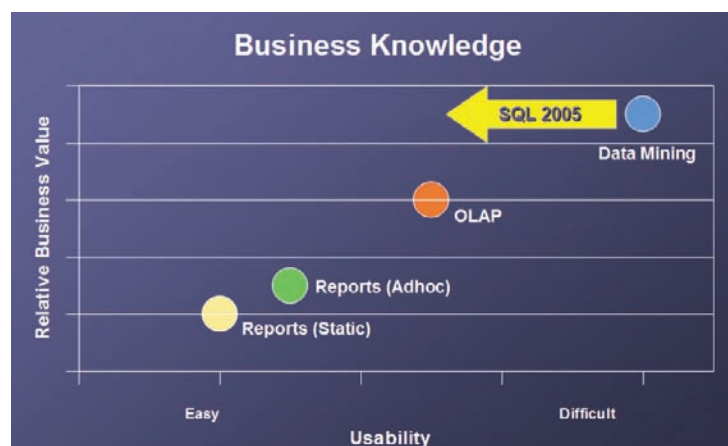 Business Knowledge
SQL 2005
Data Mining
OLAP
Reports (Adhoc)
Reports (Static)
Relative Business Value
Easy
Difficult
Usability